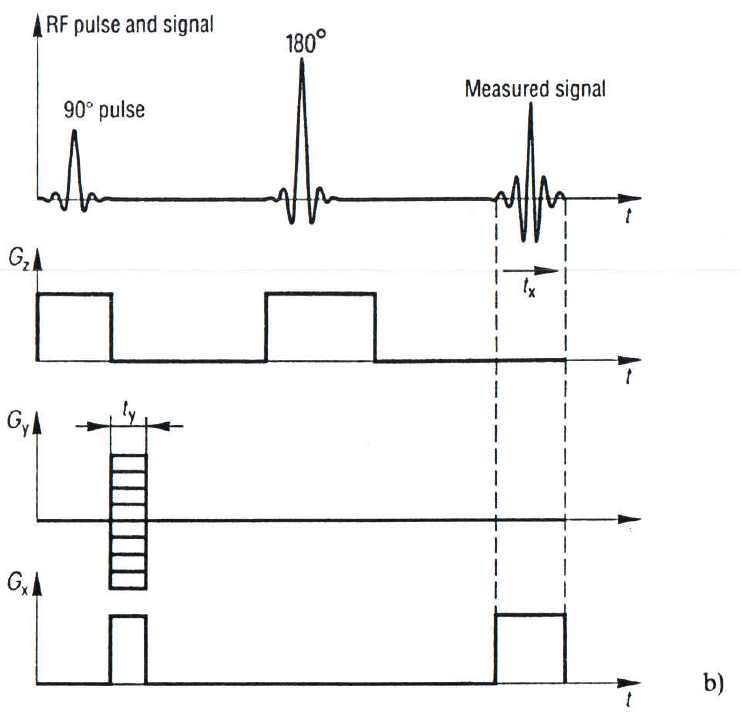 RF pulse and signal
180°
90° pulse
Measured signal
t
G_z
t_x
t
G_y
t_y
G_x
t
b)